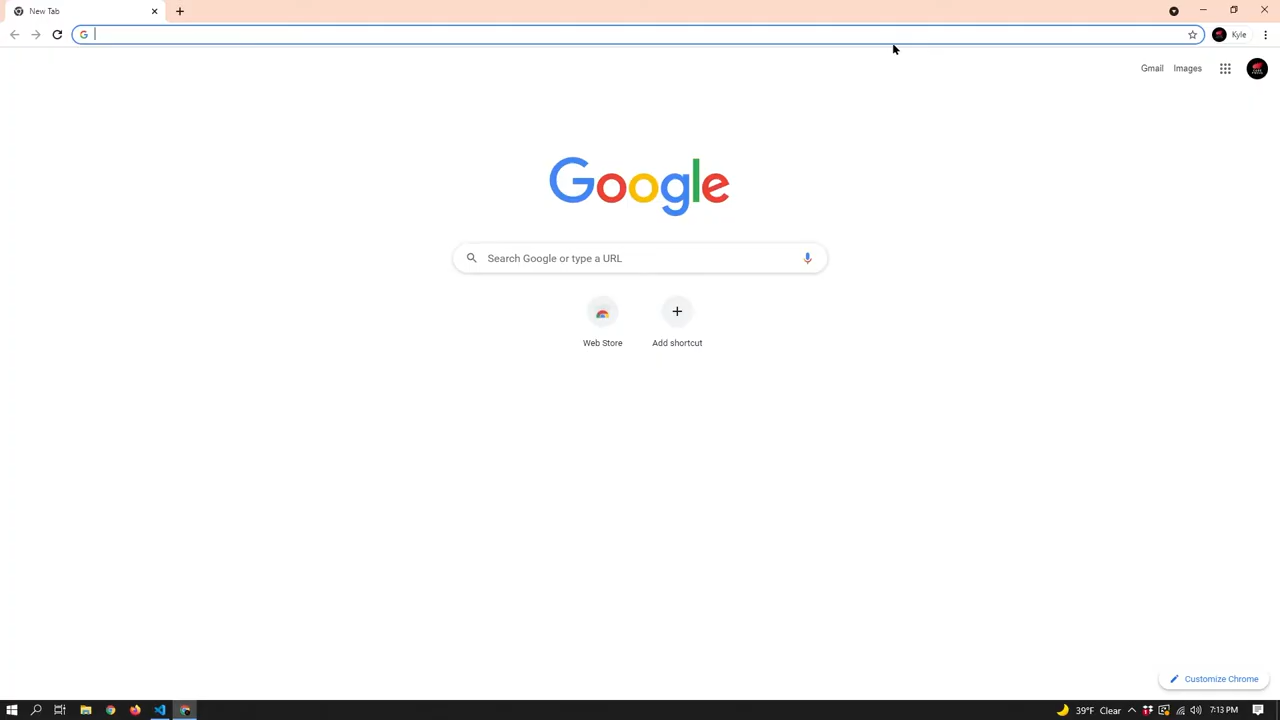 New Tab
Kyle
Gmail Images
Google
Search Google or type a URL
Web Store Add shortcut
Customize Chrome
39°F Clear 7:13 PM